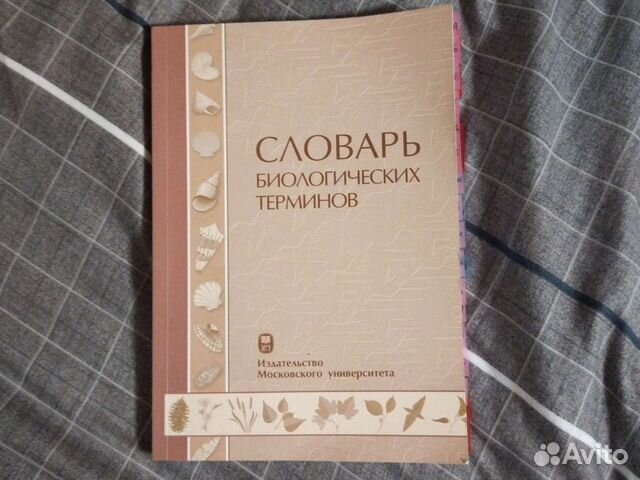 СЛОВАРЬ
БИОЛОГИЧЕСКИХ
ТЕРМИНОВ
Издательство
Московского университета
Avito